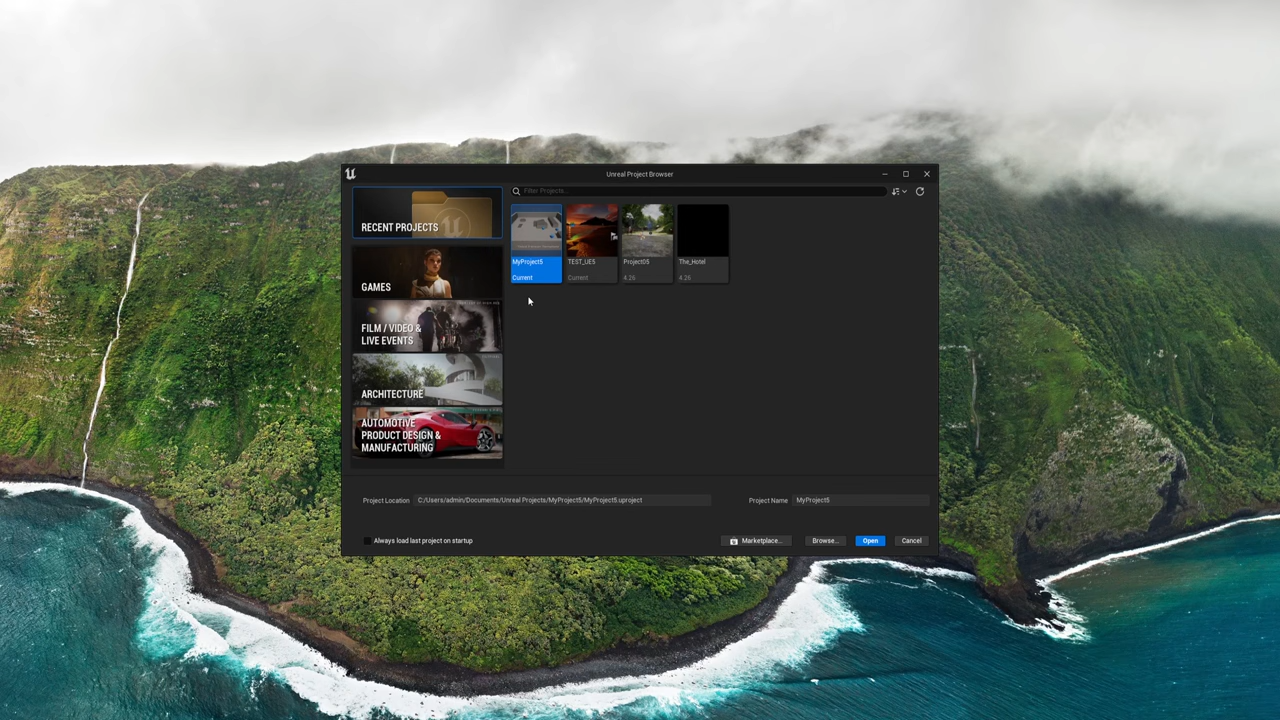 Unreal Project Browser
RECENT PROJECTS
GAMES
FILM / VIDEO &
LIVE EVENTS
ARCHITECTURE
AUTOMOTIVE
PRODUCT DESIGN &
MANUFACTURING
Filter Projects...
MyProject5
Current
TEST_UE5
Current
Project05
4.26
The_Hotel
4.26
Project Location
C:/Users/admin/Documents/Unreal Projects/MyProject5/MyProject5.uproject
Project Name
MyProject5
Always load last project on startup
Marketplace...
Browse...
Open
Cancel